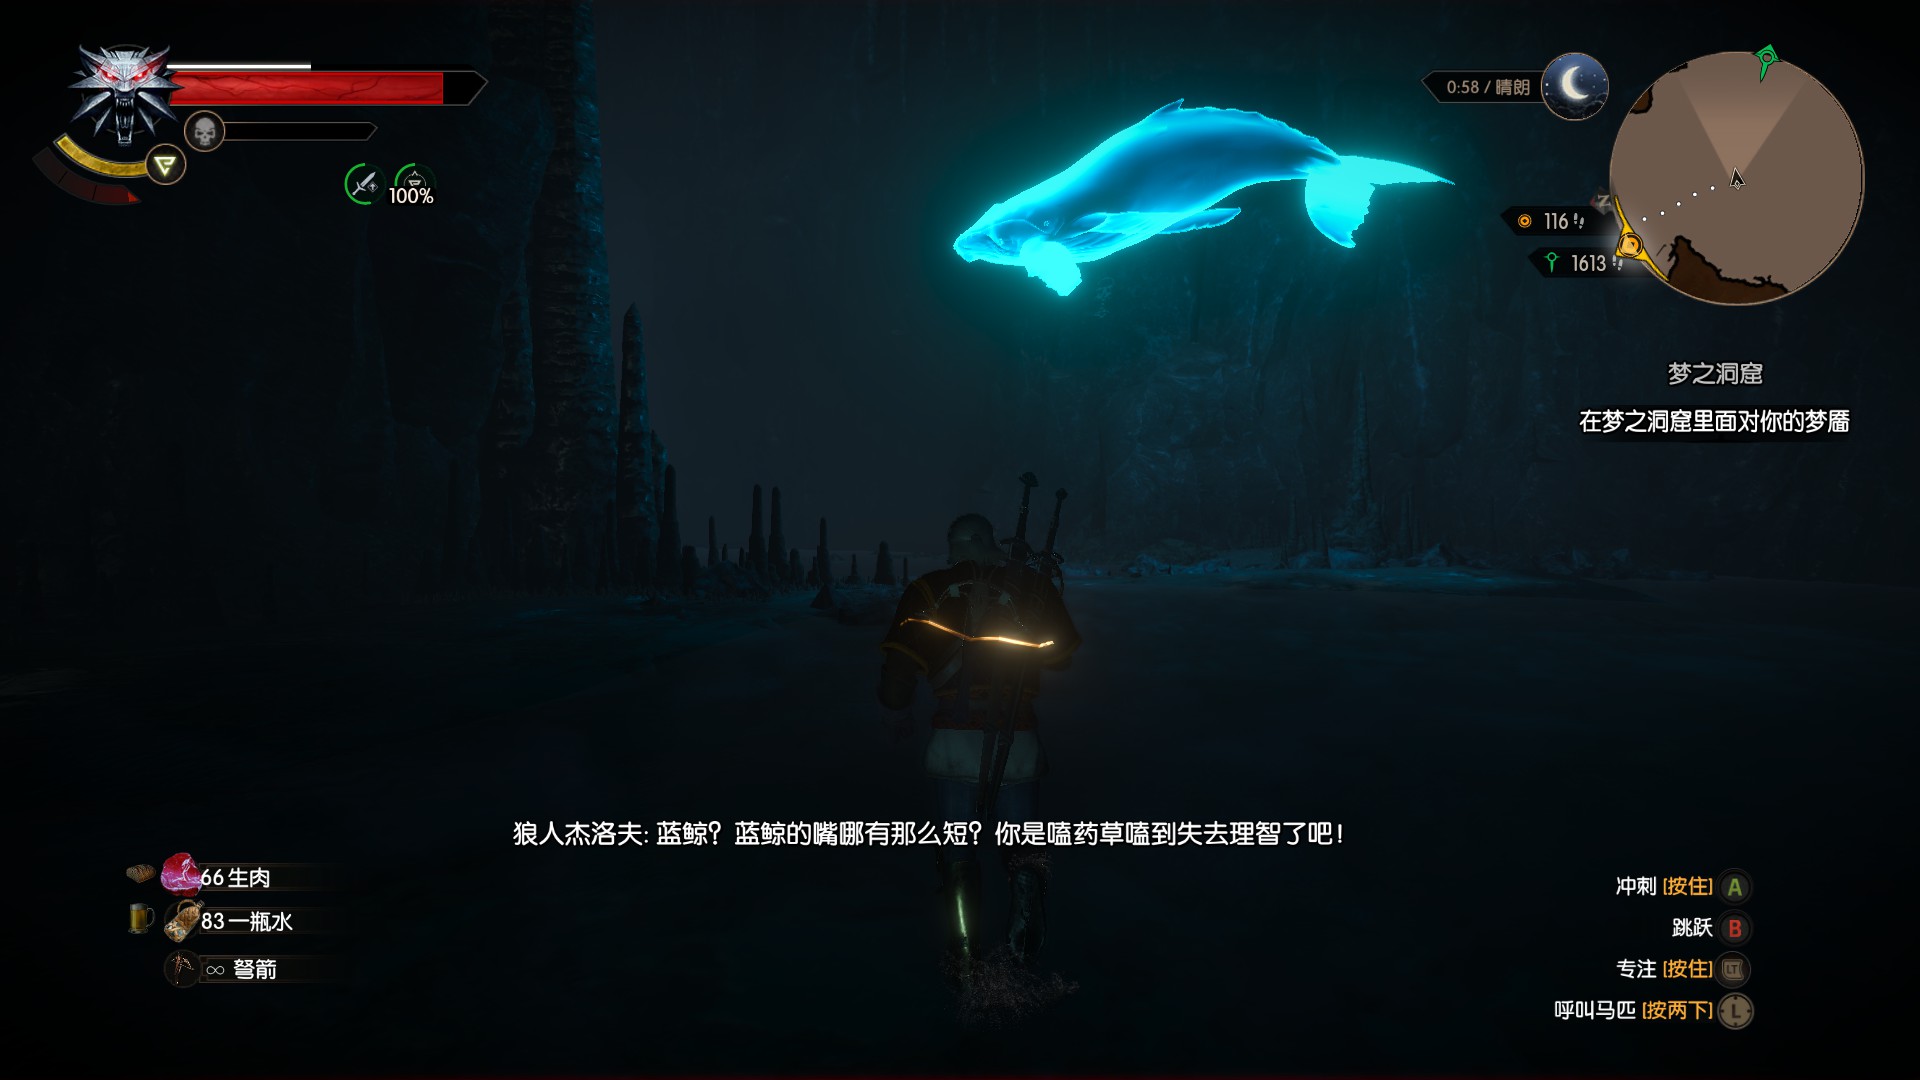 0:58 / 晴朗
100%
Z
116
1613
梦之洞窟
在梦之洞窟里面对你的梦靥
狼人杰洛夫: 蓝鲸? 蓝鲸的嘴哪有那么短? 你是嗑药草嗑到失去理智了吧!
66 生肉
83 一瓶水
∞ 弩箭
冲刺 [按住] A
跳跃 B
专注 [按住] LT
呼叫马匹 [按两下] L